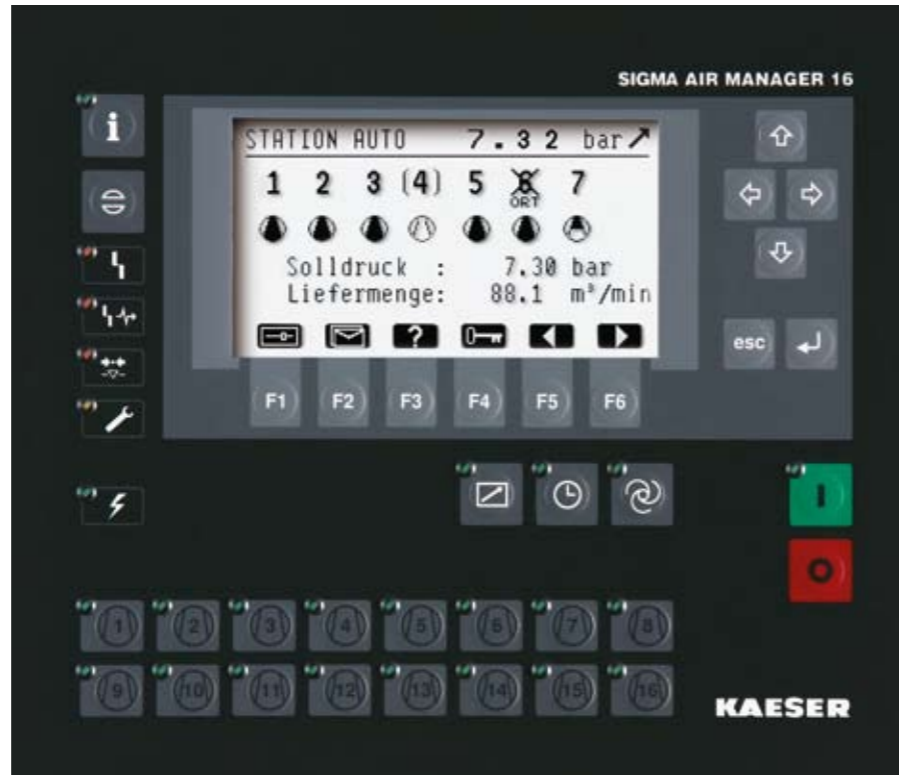 SIGMA AIR MANAGER 16
i
STATION AUTO 7.32 bar
1 2 3 (4) 5 6 7
ORT
Solldruck : 7.30 bar
Liefermenge: 88.1 m³/min
?
esc
F1 F2 F3 F4 F5 F6
I
O
1 2 3 4 5 6 7 8
9 10 11 12 13 14 15 16
KAESER